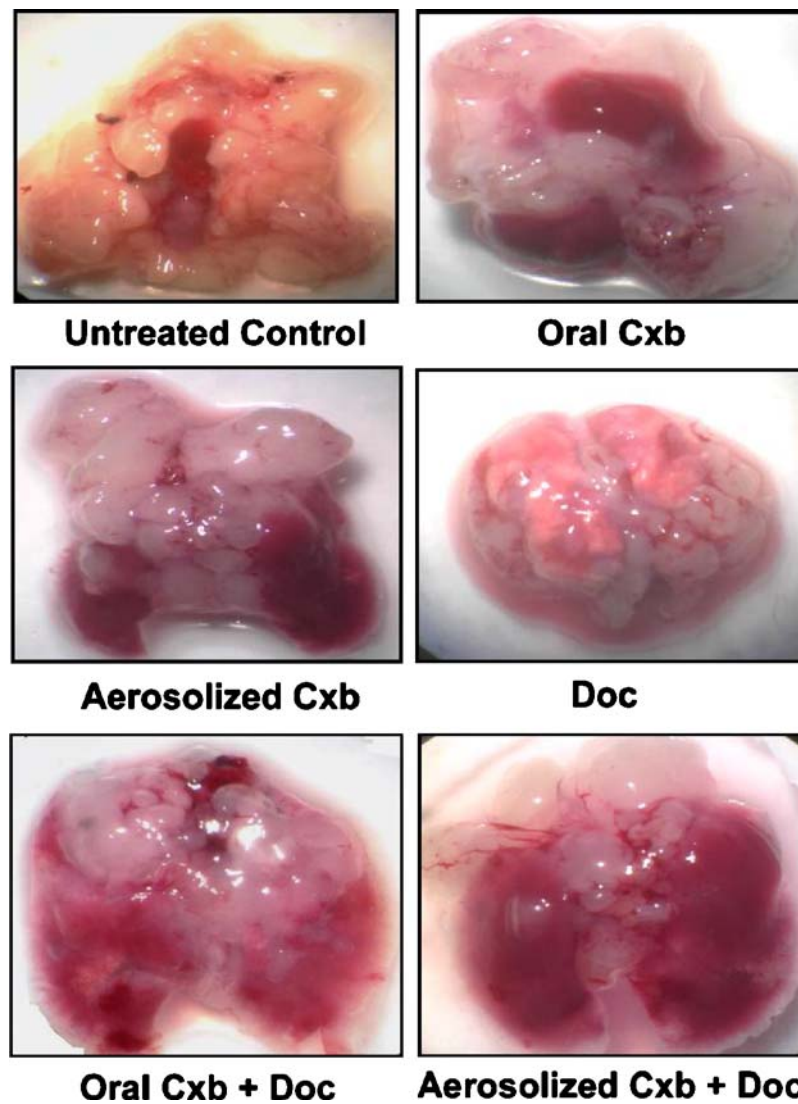 Untreated Control
Oral Cxb
Aerosolized Cxb
Doc
Oral Cxb + Doc
Aerosolized Cxb + Doc